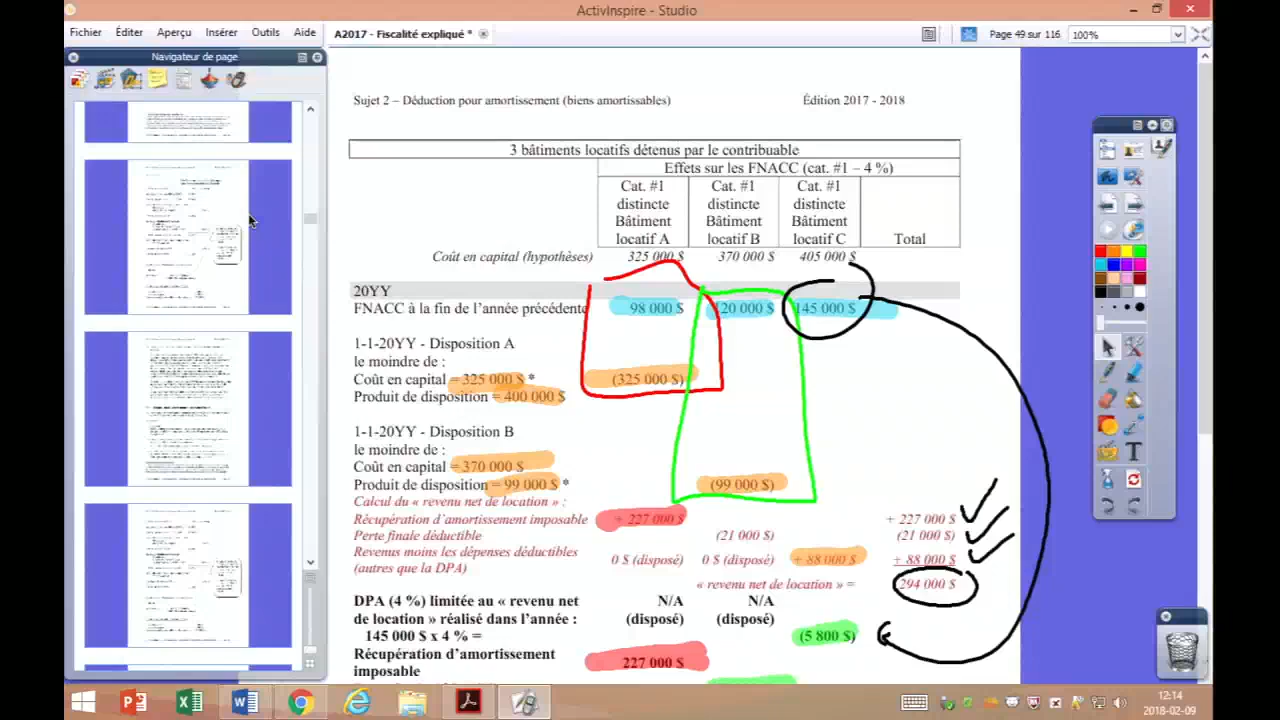 ActivInspire - Studio
Fichier Éditer Aperçu Insérer Outils Aide
A2017 - Fiscalité expliqué *
Page 49 sur 116
100%
Navigateur de page
Sujet 2 – Déduction pour amortissement (biens amortissables) Édition 2017 - 2018
3 bâtiments locatifs détenus par le contribuable
Effets sur les FNACC (cat. #1 – 4 %)
Cat. #1 Cat. #1 Cat. #1
distincte distincte distincte
Bâtiment Bâtiment Bâtiment
locatif A locatif B locatif C Total
Coût en capital (hypothèses) 325 000 $ 370 000 $ 405 000 $
20YY
FNACC à la fin de l'année précédente 98 000 $ 120 000 $ 145 000 $
1-1-20YY - Disposition A
le moindre de :
Coût en capital = 325 000 $ * (325 000 $)
Produit de disposition = 400 000 $
1-1-20YY - Disposition B
le moindre de :
Coût en capital = 370 000 $
Produit de disposition = 99 000 $ * (99 000 $)
Calcul du « revenu net de location » :
Récupération d'amortissement imposable + 227 000 $ + 227 000 $
Perte finale déductible (21 000 $) (21 000 $)
Revenus moins les dépenses déductibles 0 $ (disposé) 0 $ (disposé) + 88 000 $ + 88 000 $
(autres que la DPA)
« revenu net de location » = 294 000 $
DPA (4 %) limitée au « revenu net N/A N/A
de location » réalisé dans l'année : (disposé) (disposé)
145 000 $ x 4 % = (5 800 $)
Récupération d'amortissement
imposable 227 000 $
12:14
2018-02-09